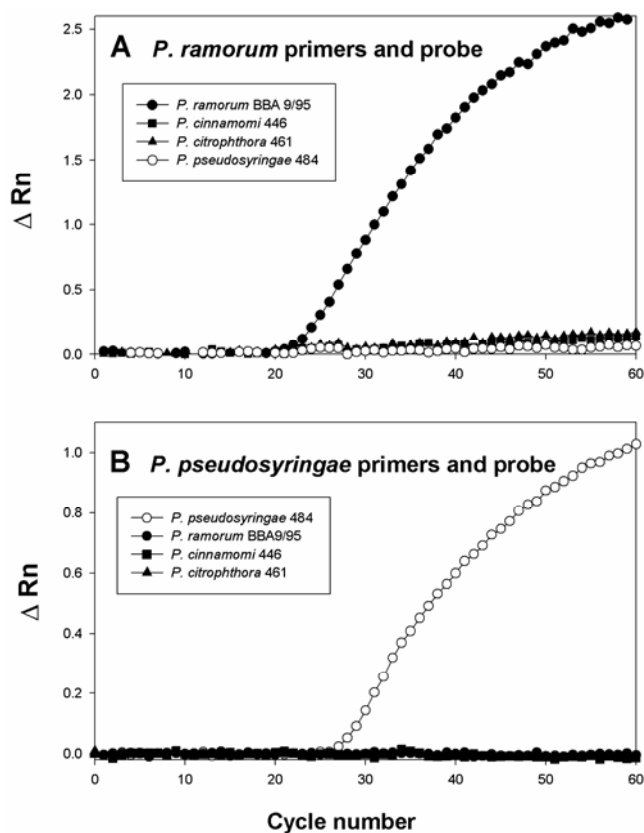 A P. ramorum primers and probe
P. ramorum BBA 9/95
P. cinnamomi 446
P. citrophthora 461
P. pseudosyringae 484
Δ Rn
2.5
2.0
1.5
1.0
0.5
0.0
0 10 20 30 40 50 60
B P. pseudosyringae primers and probe
P. pseudosyringae 484
P. ramorum BBA9/95
P. cinnamomi 446
P. citrophthora 461
Δ Rn
1.0
0.8
0.6
0.4
0.2
0.0
0 10 20 30 40 50 60
Cycle number